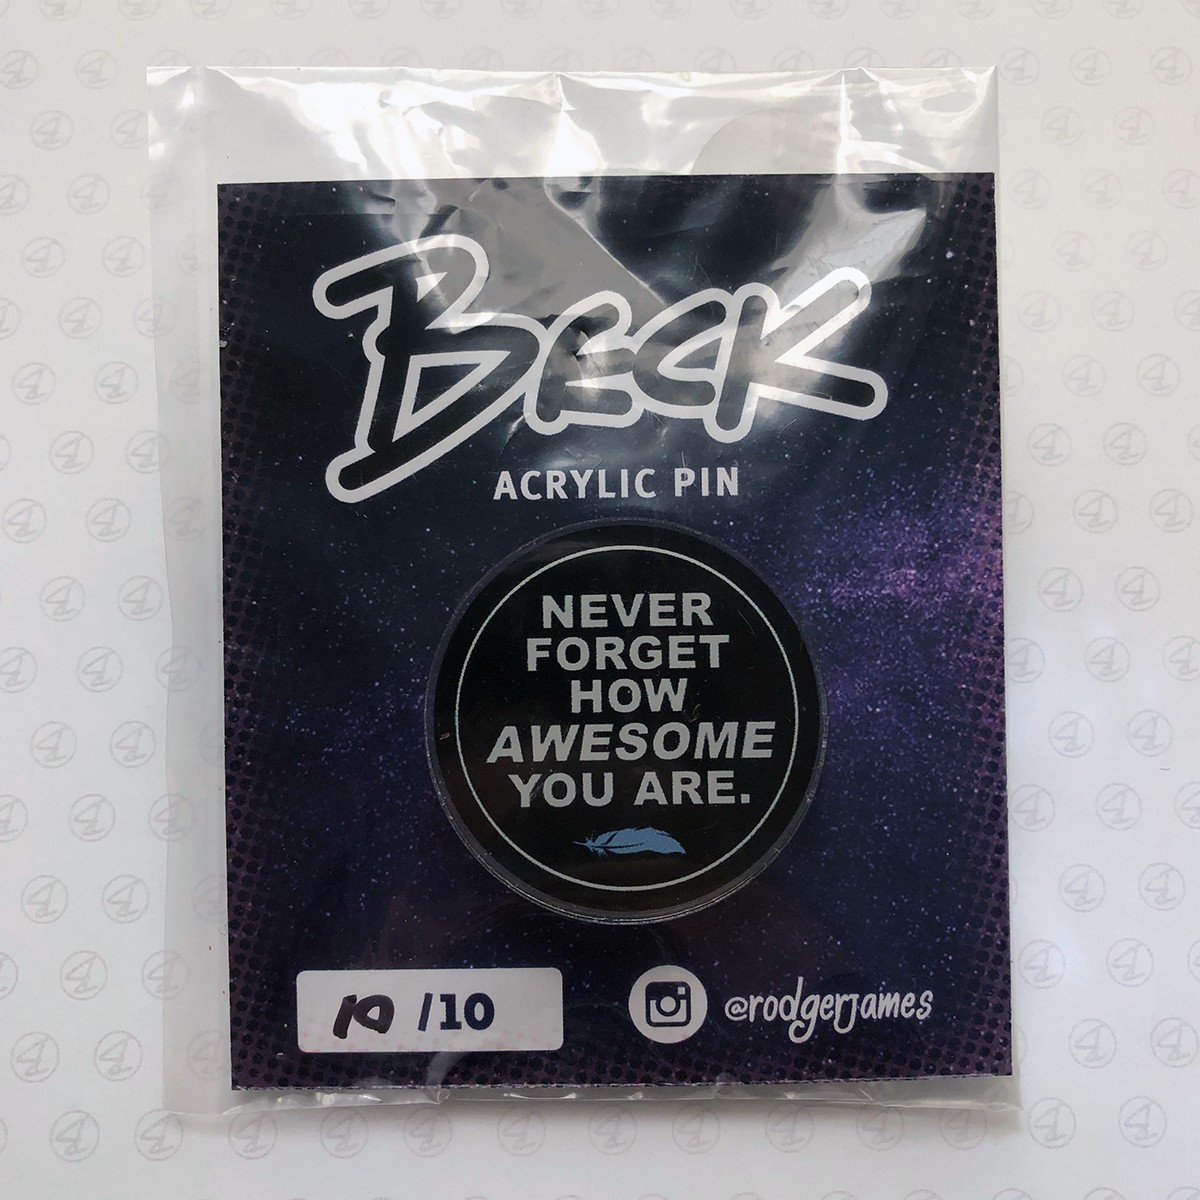 BECK
ACRYLIC PIN
NEVER
FORGET
HOW
AWESOME
YOU ARE.
10 /10
@rodgerjames